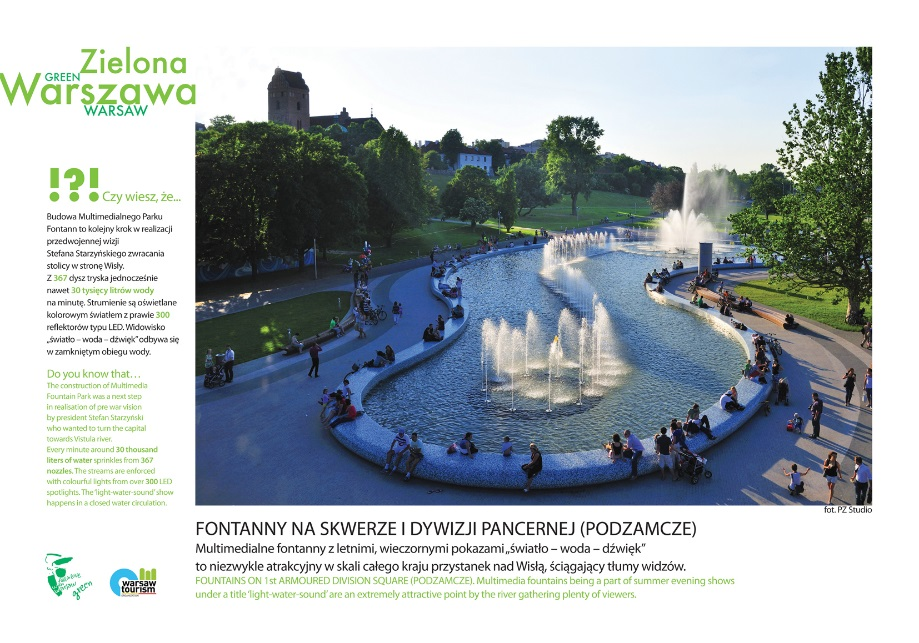 Zielona
GREEN
Warszawa
WARSAW
!?! Czy wiesz, że...
Budowa Multimedialnego Parku
Fontann to kolejny krok w realizacji
przedwojennej wizji
Stefana Starzyńskiego zwracania
stolicy w stronę Wisły.
Z 367 dysz tryska jednocześnie
nawet 30 tysięcy litrów wody
na minutę. Strumienie są oświetlane
kolorowym światłem z prawie 300
reflektorów typu LED. Widowisko
„światło – woda – dźwięk” odbywa się
w zamkniętym obiegu wody.
Do you know that…
The construction of Multimedia
Fountain Park was a next step
in realisation of pre war vision
by president Stefan Starzyński
who wanted to turn the capital
towards Vistula river.
Every minute around 30 thousand
liters of water sprinkles from 367
nozzles. The streams are enforced
with colourful lights from over 300 LED
spotlights. The 'light-water-sound' show
happens in a closed water circulation.
fot. PZ Studio
FONTANNY NA SKWERZE I DYWIZJI PANCERNEJ (PODZAMCZE)
Multimedialne fontanny z letnimi, wieczornymi pokazami „światło – woda – dźwięk”
to niezwykle atrakcyjny w skali całego kraju przystanek nad Wisłą, ściągający tłumy widzów.
FOUNTAINS ON 1st ARMOURED DIVISION SQUARE (PODZAMCZE). Multimedia fountains being a part of summer evening shows
under a title 'light-water-sound' are an extremely attractive point by the river gathering plenty of viewers.
green
warsaw
tourism